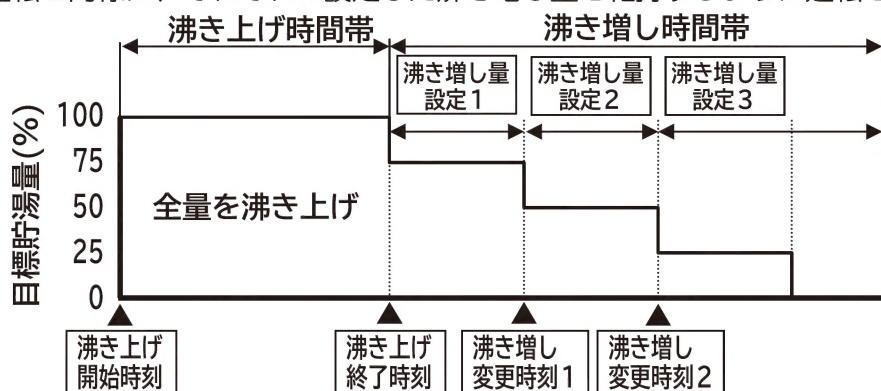 沸き上げ時間帯
沸き増し時間帯
沸き増し量
設定1
沸き増し量
設定2
沸き増し量
設定3
目標貯湯量(%)
100
75
50
25
0
全量を沸き上げ
沸き上げ
開始時刻
沸き上げ
終了時刻
沸き増し
変更時刻1
沸き増し
変更時刻2